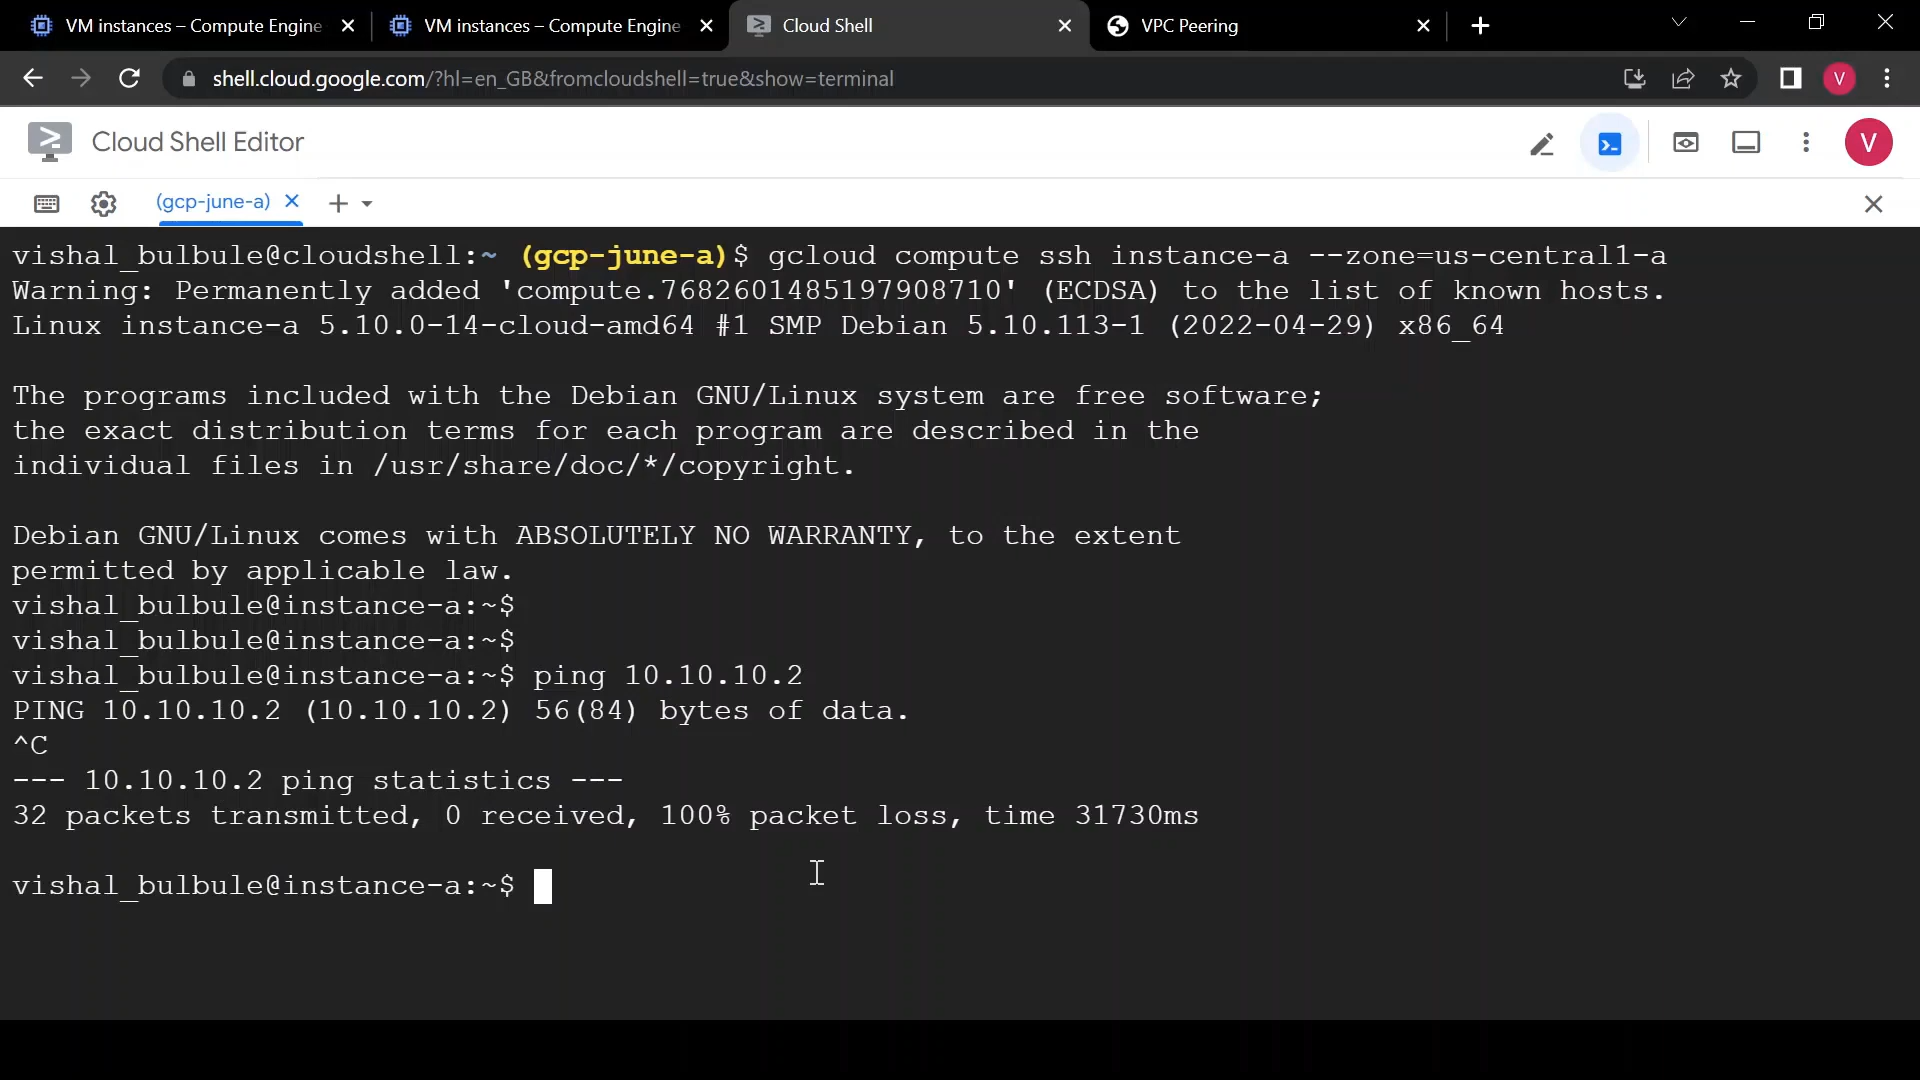 VM instances – Compute Engine
VM instances – Compute Engine
Cloud Shell
VPC Peering
shell.cloud.google.com/?hl=en_GB&fromcloudshell=true&show=terminal
V
Cloud Shell Editor
V
(gcp-june-a)
vishal_bulbule@cloudshell:~ (gcp-june-a)$ gcloud compute ssh instance-a --zone=us-central1-a
Warning: Permanently added 'compute.7682601485197908710' (ECDSA) to the list of known hosts.
Linux instance-a 5.10.0-14-cloud-amd64 #1 SMP Debian 5.10.113-1 (2022-04-29) x86_64
The programs included with the Debian GNU/Linux system are free software;
the exact distribution terms for each program are described in the
individual files in /usr/share/doc/*/copyright.
Debian GNU/Linux comes with ABSOLUTELY NO WARRANTY, to the extent
permitted by applicable law.
vishal_bulbule@instance-a:~$
vishal_bulbule@instance-a:~$
vishal_bulbule@instance-a:~$ ping 10.10.10.2
PING 10.10.10.2 (10.10.10.2) 56(84) bytes of data.
^C
--- 10.10.10.2 ping statistics ---
32 packets transmitted, 0 received, 100% packet loss, time 31730ms
vishal_bulbule@instance-a:~$